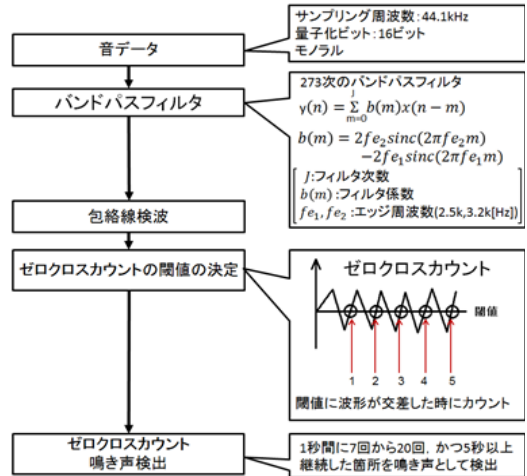 音データ
サンプリング周波数：44.1kHz
量子化ビット：16ビット
モノラル
バンドパスフィルタ
273次のバンドパスフィルタ
y(n) = Σ b(m)x(n − m)
J
m=0
b(m) = 2fe₂sinc(2πfe₂m)
−2fe₁sinc(2πfe₁m)
J:フィルタ次数
b(m):フィルタ係数
fe₁, fe₂:エッジ周波数(2.5k,3.2k[Hz])
包絡線検波
ゼロクロスカウントの閾値の決定
ゼロクロスカウント
閾値
1 2 3 4 5
閾値に波形が交差した時にカウント
ゼロクロスカウント
鳴き声検出
1秒間に7回から20回，かつ5秒以上
継続した箇所を鳴き声として検出